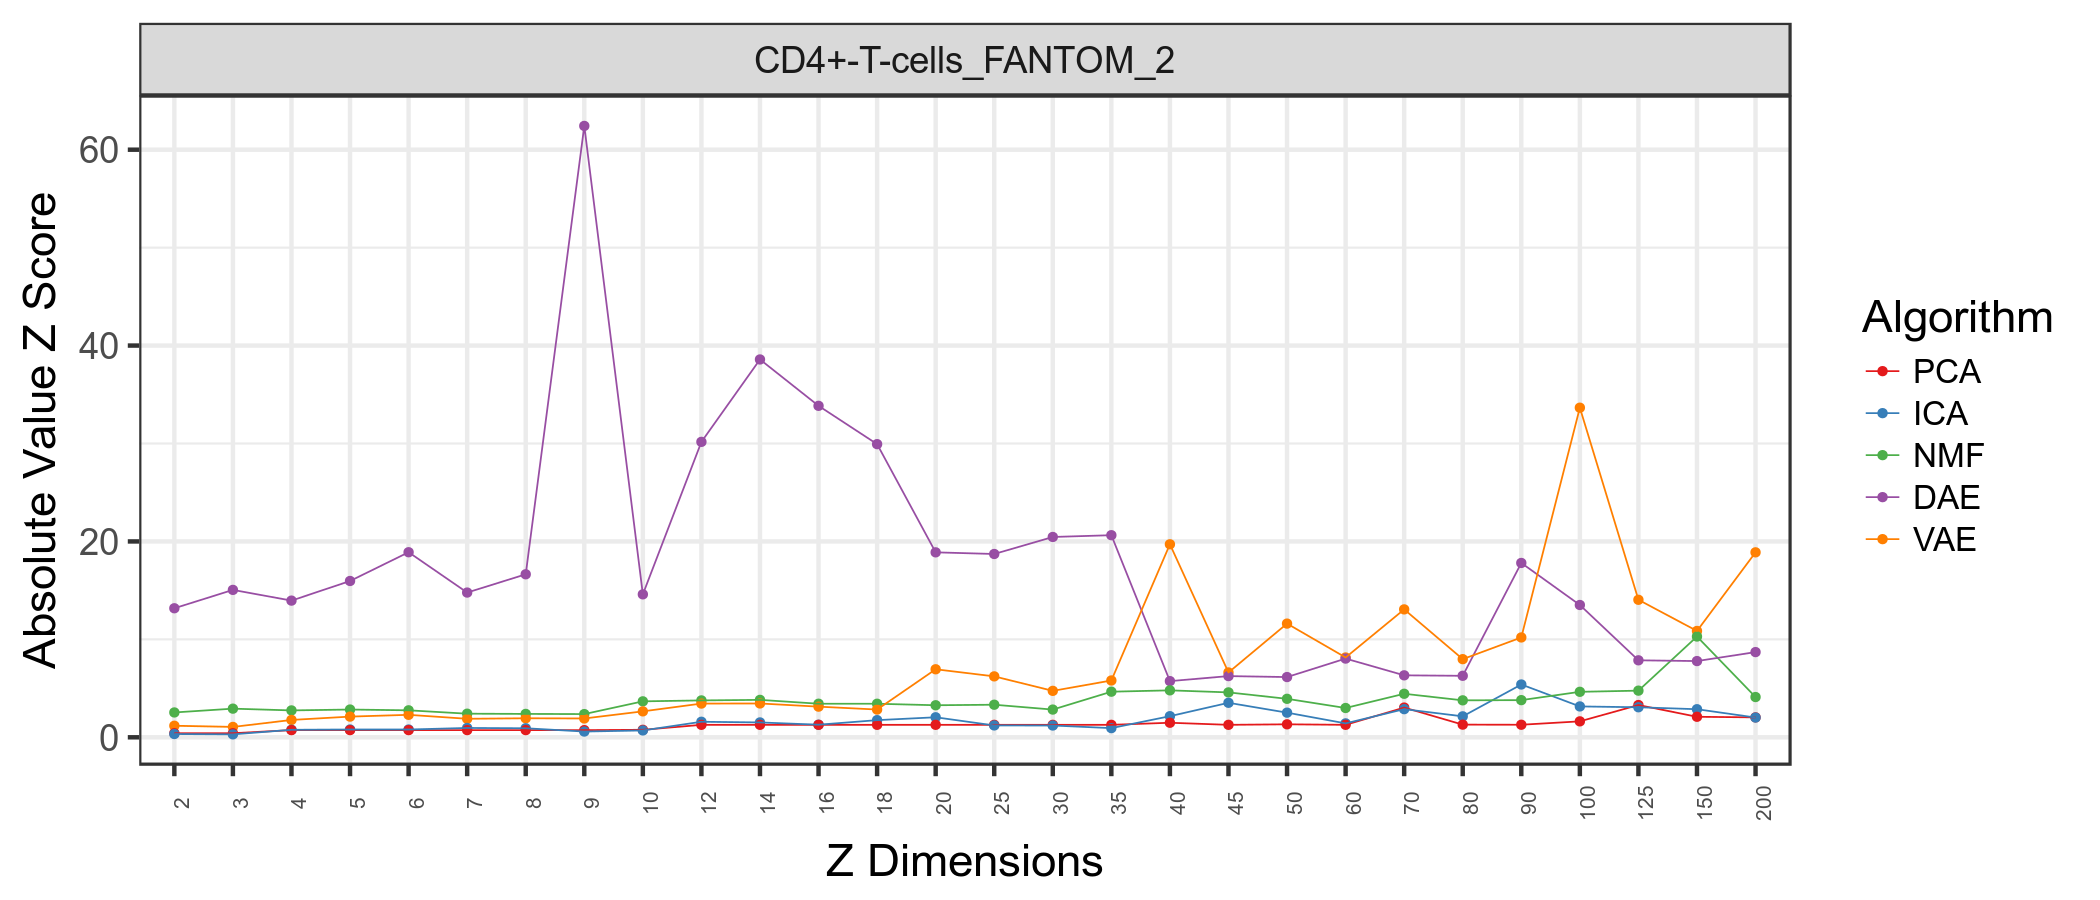 CD4+-T-cells_FANTOM_2
Absolute Value Z Score
60
40
20
0
2 3 4 5 6 7 8 9 10 12 14 16 18 20 25 30 35 40 45 50 60 70 80 90 100 125 150 200
Z Dimensions
Algorithm
PCA
ICA
NMF
DAE
VAE